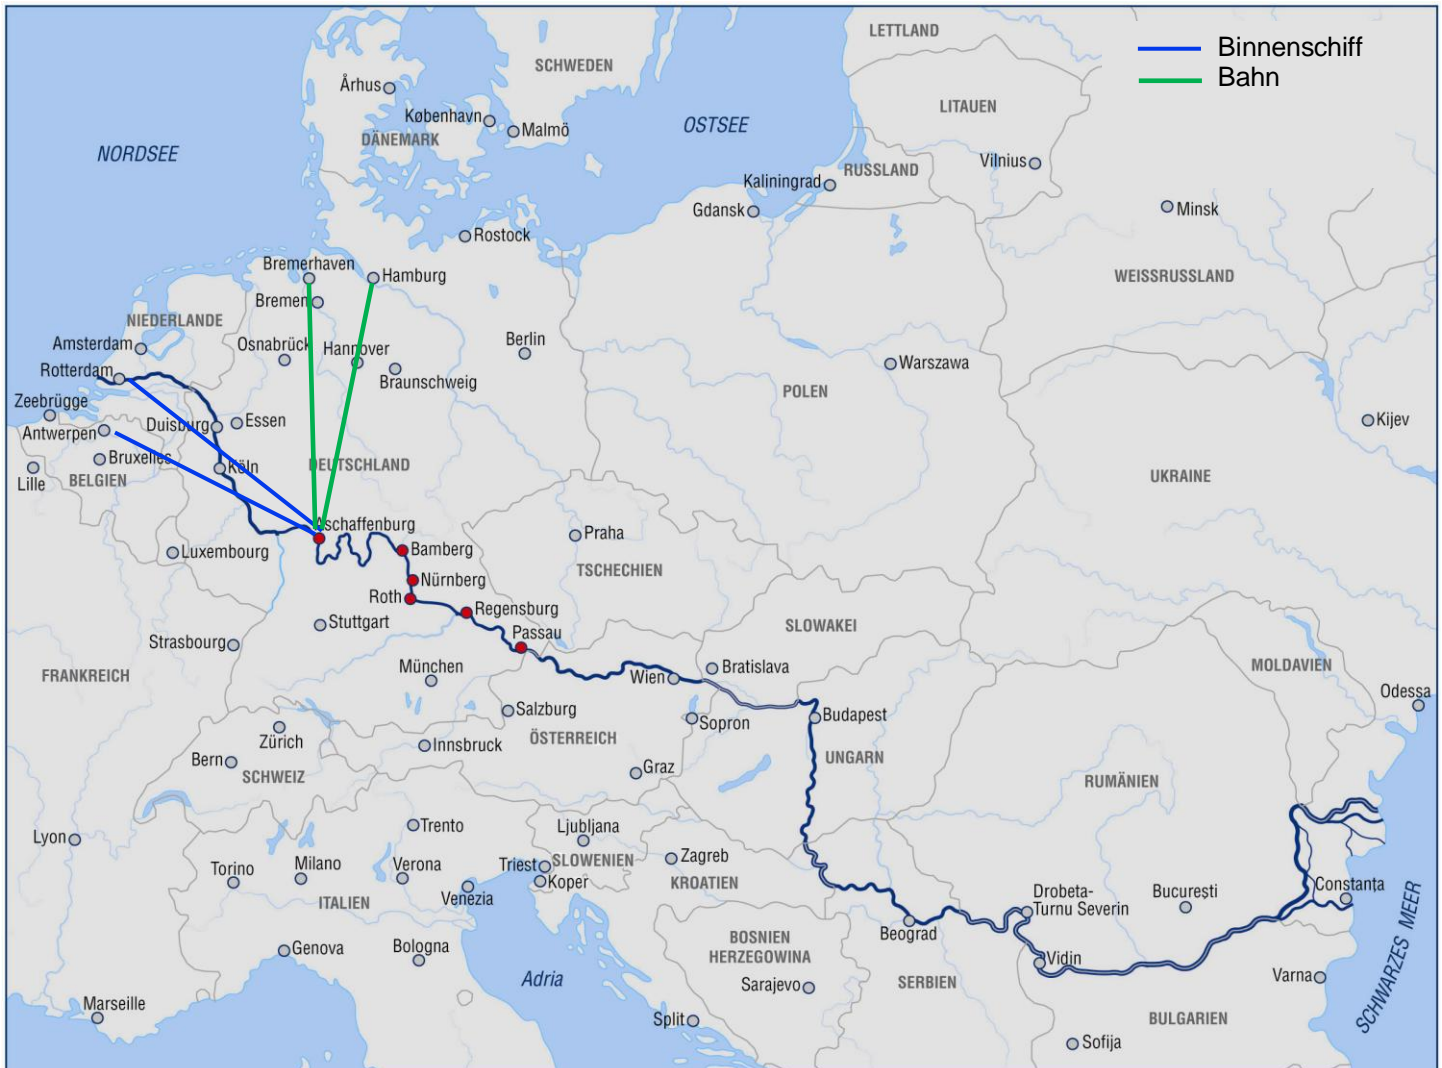 LETTLAND
Binnenschiff
Bahn
SCHWEDEN
Århus
København
Malmö
DÄNEMARK
OSTSEE
LITAUEN
NORDSEE
Vilnius
RUSSLAND
Kaliningrad
Gdansk
Minsk
Rostock
Bremerhaven
Hamburg
WEISSRUSSLAND
Bremen
NIEDERLANDE
Amsterdam
Osnabrück
Hannover
Berlin
Rotterdam
Braunschweig
Warszawa
POLEN
Zeebrügge
Antwerpen
Duisburg
Essen
Kijev
Bruxelles
Köln
DEUTSCHLAND
Lille
BELGIEN
UKRAINE
Aschaffenburg
Praha
Luxembourg
Bamberg
TSCHECHIEN
Nürnberg
Roth
Regensburg
Stuttgart
Passau
SLOWAKEI
Strasbourg
FRANKREICH
München
Wien
Bratislava
MOLDAVIEN
Odessa
Salzburg
Sopron
Budapest
Zürich
Innsbruck
ÖSTERREICH
Bern
SCHWEIZ
Graz
UNGARN
RUMÄNIEN
Lyon
Trento
Ljubljana
Torino
Milano
Verona
Triest
SLOWENIEN
Zagreb
Koper
KROATIEN
Venezia
ITALIEN
Drobeta-
Turnu Severin
București
Constanța
Beograd
Genova
Bologna
BOSNIEN
HERZEGOWINA
Adria
Vidin
SCHWARZES MEER
Sarajevo
SERBIEN
Varna
Marseille
Split
BULGARIEN
Sofija